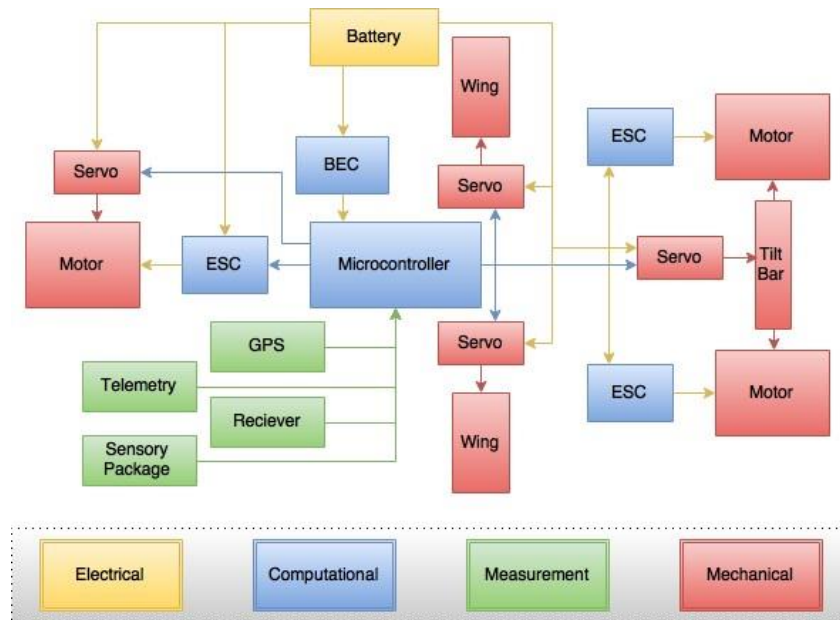 Battery
Wing
ESC
Motor
Servo
BEC
Servo
Motor
ESC
Microcontroller
Servo
Tilt
Bar
GPS
Servo
Telemetry
ESC
Motor
Reciever
Wing
Sensory
Package
Electrical
Computational
Measurement
Mechanical